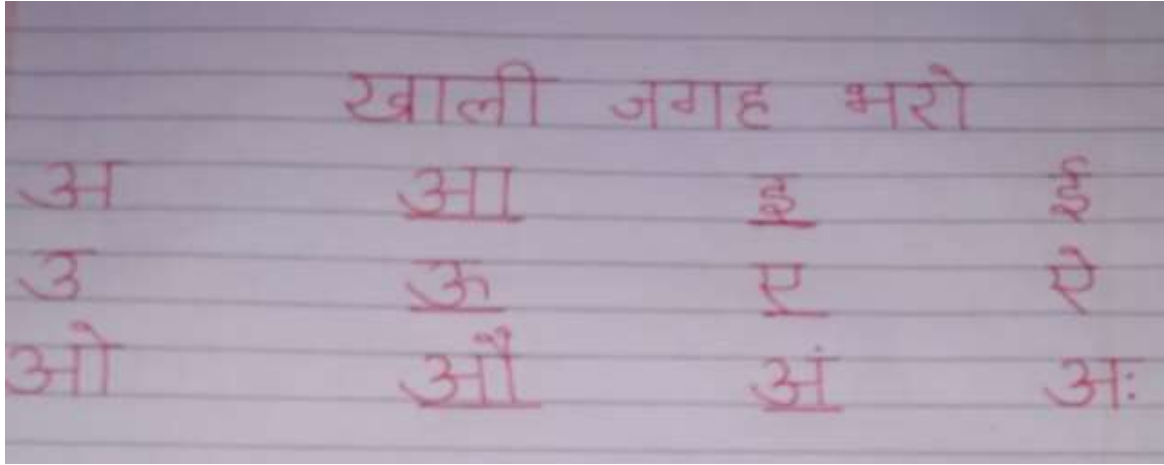 खाली जगह भरो
अ आ इ ई
उ ऊ ए ऐ
ओ औ अं अः